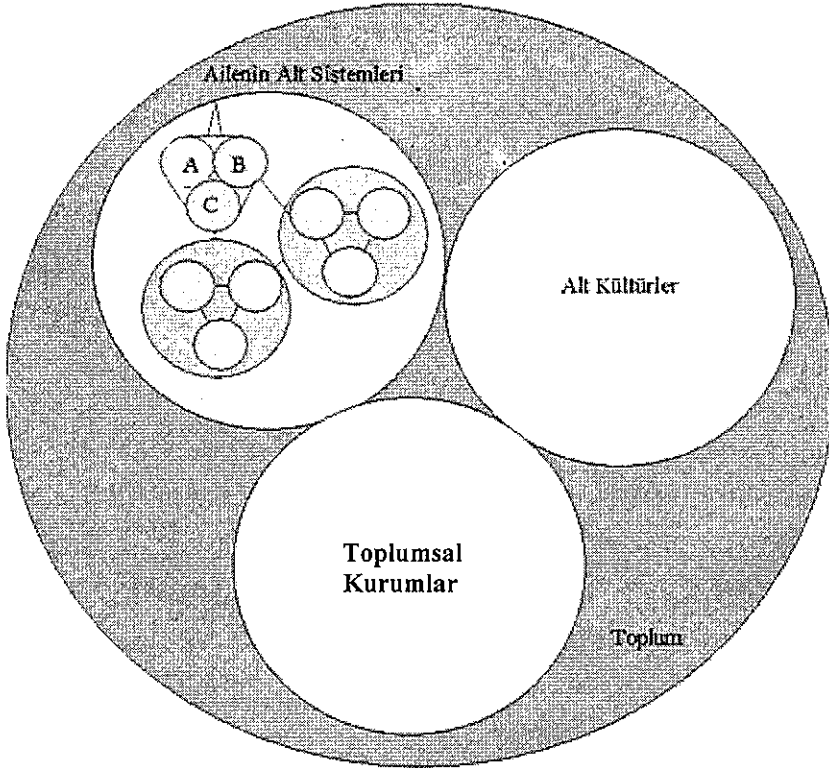 Ailenin Alt Sistemleri
A B
C
Alt Kültürler
Toplumsal
Kurumlar
Toplum